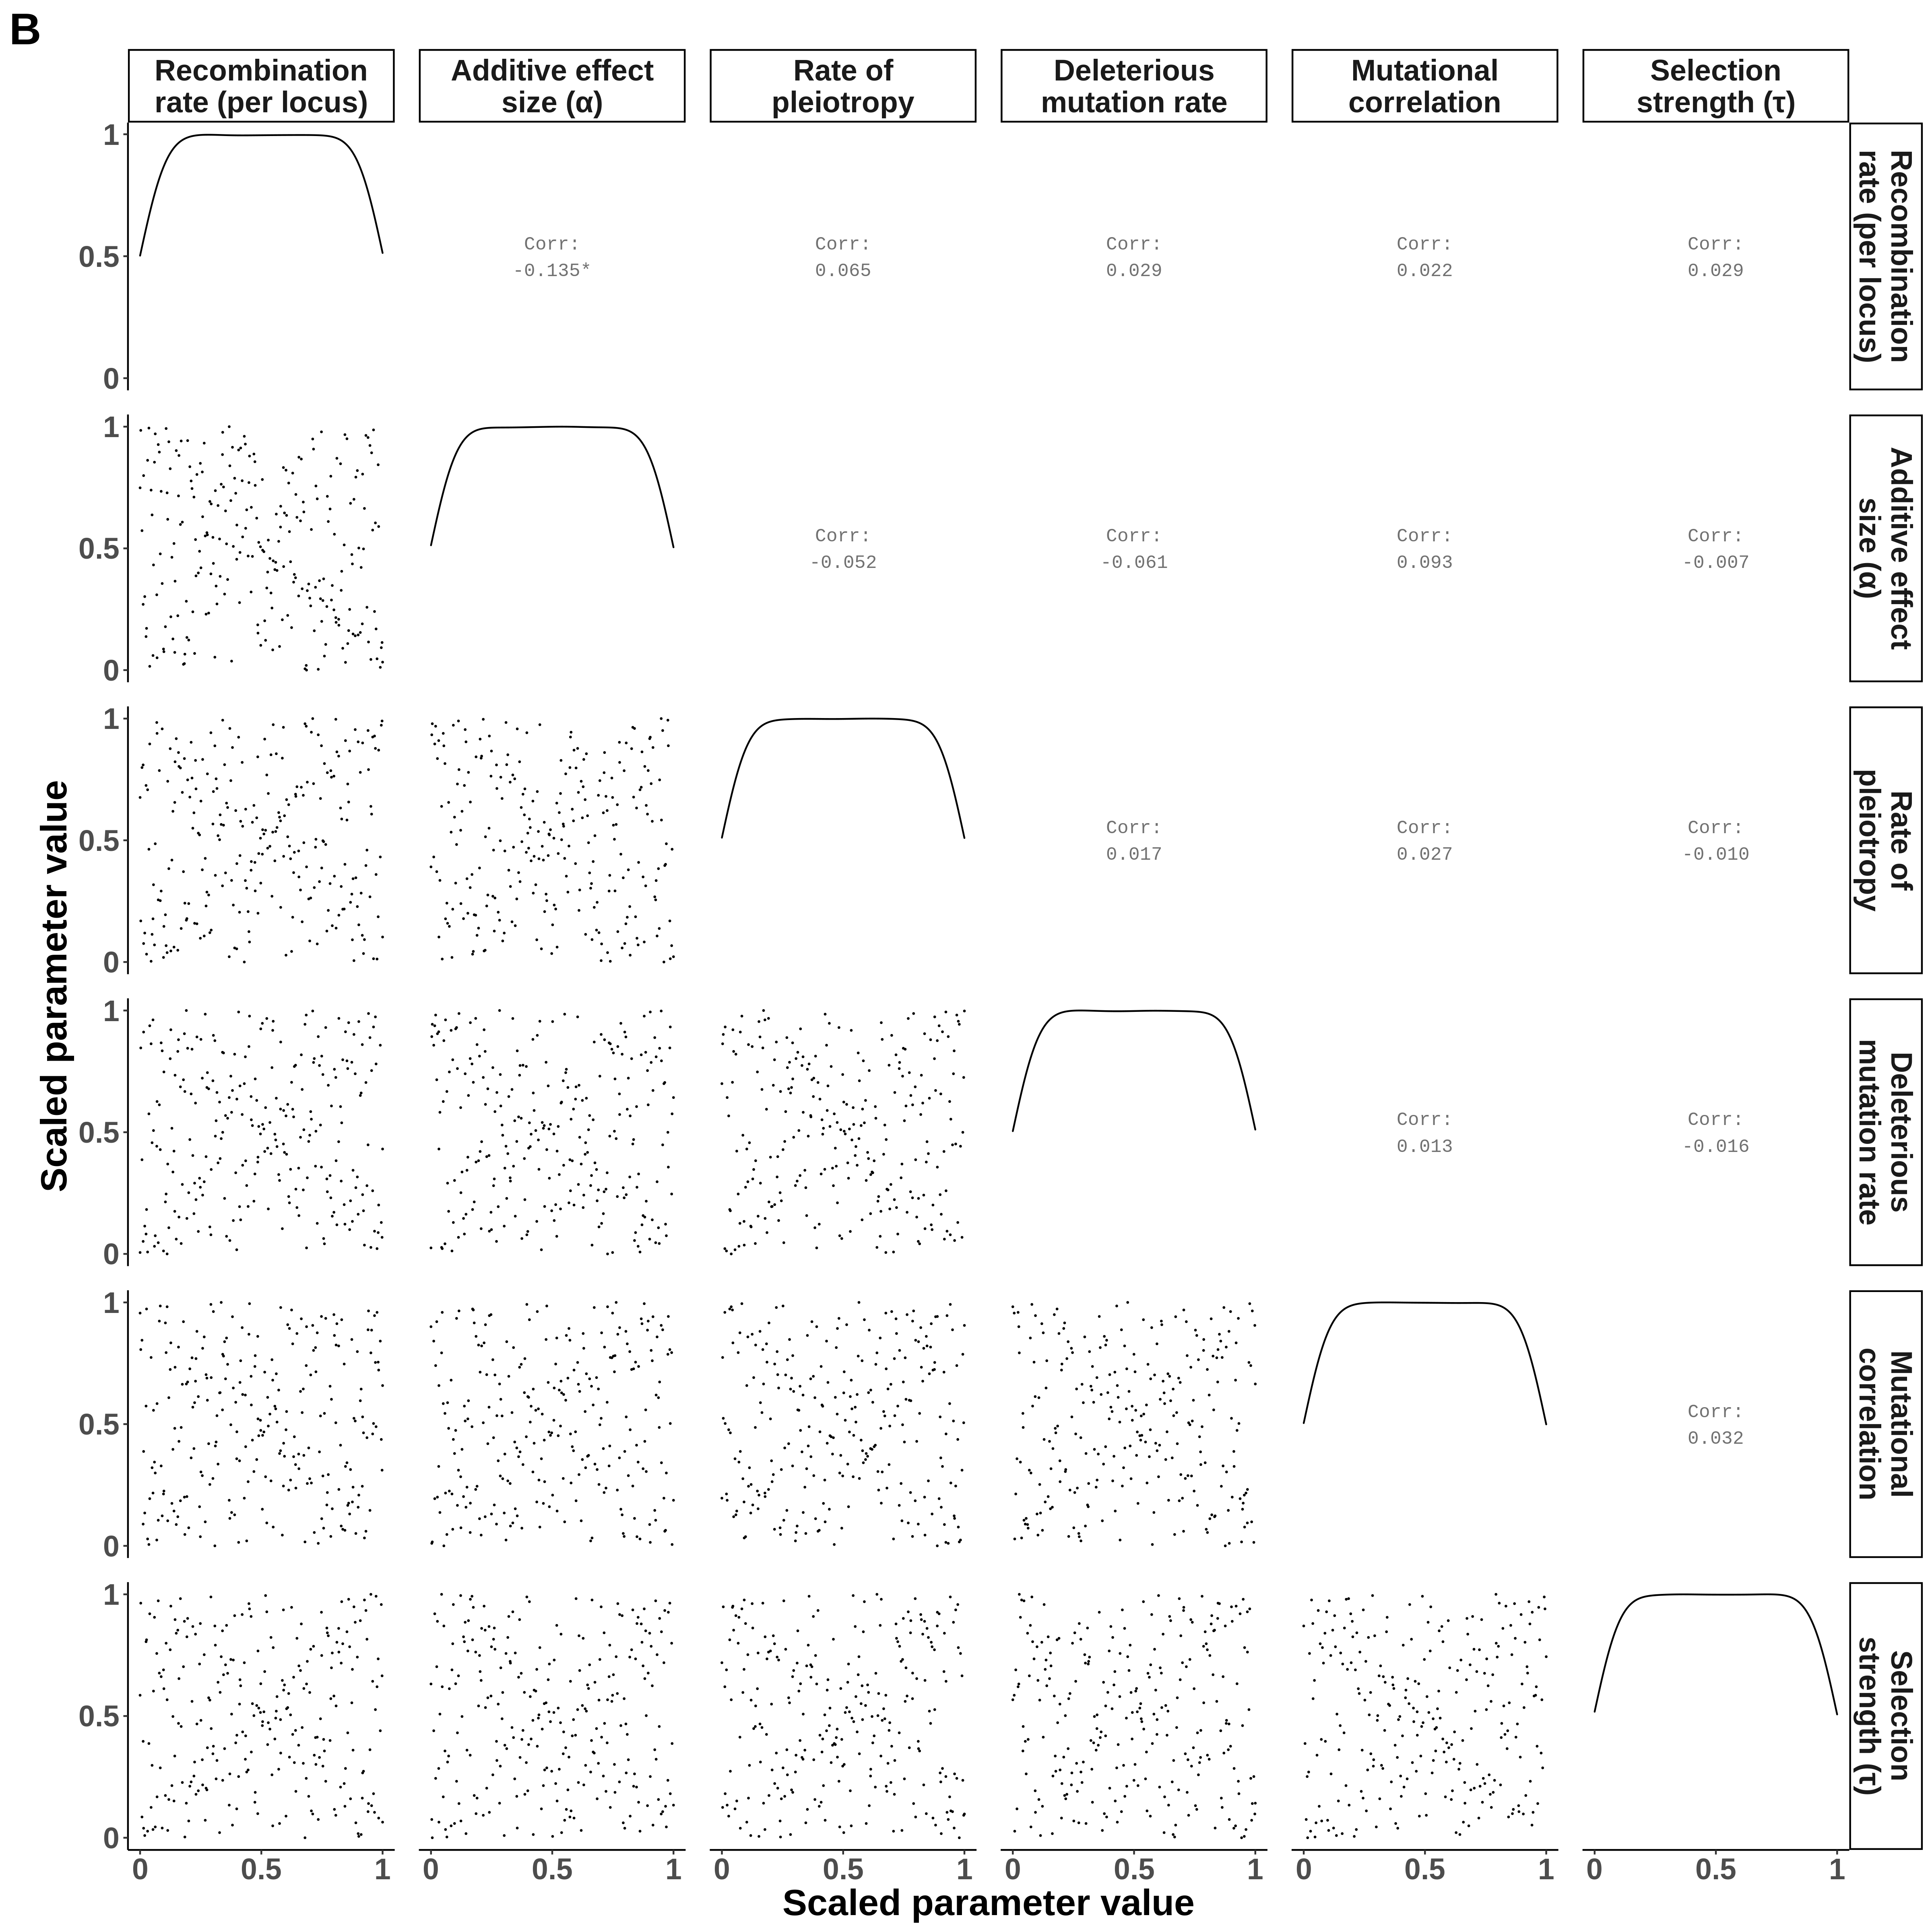 B
Recombination
rate (per locus)
Additive effect
size (α)
Rate of
pleiotropy
Deleterious
mutation rate
Mutational
correlation
Selection
strength (τ)
1
0.5
0
Corr:
-0.135*
Corr:
0.065
Corr:
0.029
Corr:
0.022
Corr:
0.029
Recombination
rate (per locus)
1
0.5
0
Corr:
-0.052
Corr:
-0.061
Corr:
0.093
Corr:
-0.007
Additive effect
size (α)
1
0.5
0
Corr:
0.017
Corr:
0.027
Corr:
-0.010
Rate of
pleiotropy
Scaled parameter value
1
0.5
0
Corr:
0.013
Corr:
-0.016
Deleterious
mutation rate
1
0.5
0
Corr:
0.032
Mutational
correlation
1
0.5
0
Selection
strength (τ)
0 0.5 1
0 0.5 1
0 0.5 1
0 0.5 1
0 0.5 1
0 0.5 1
Scaled parameter value